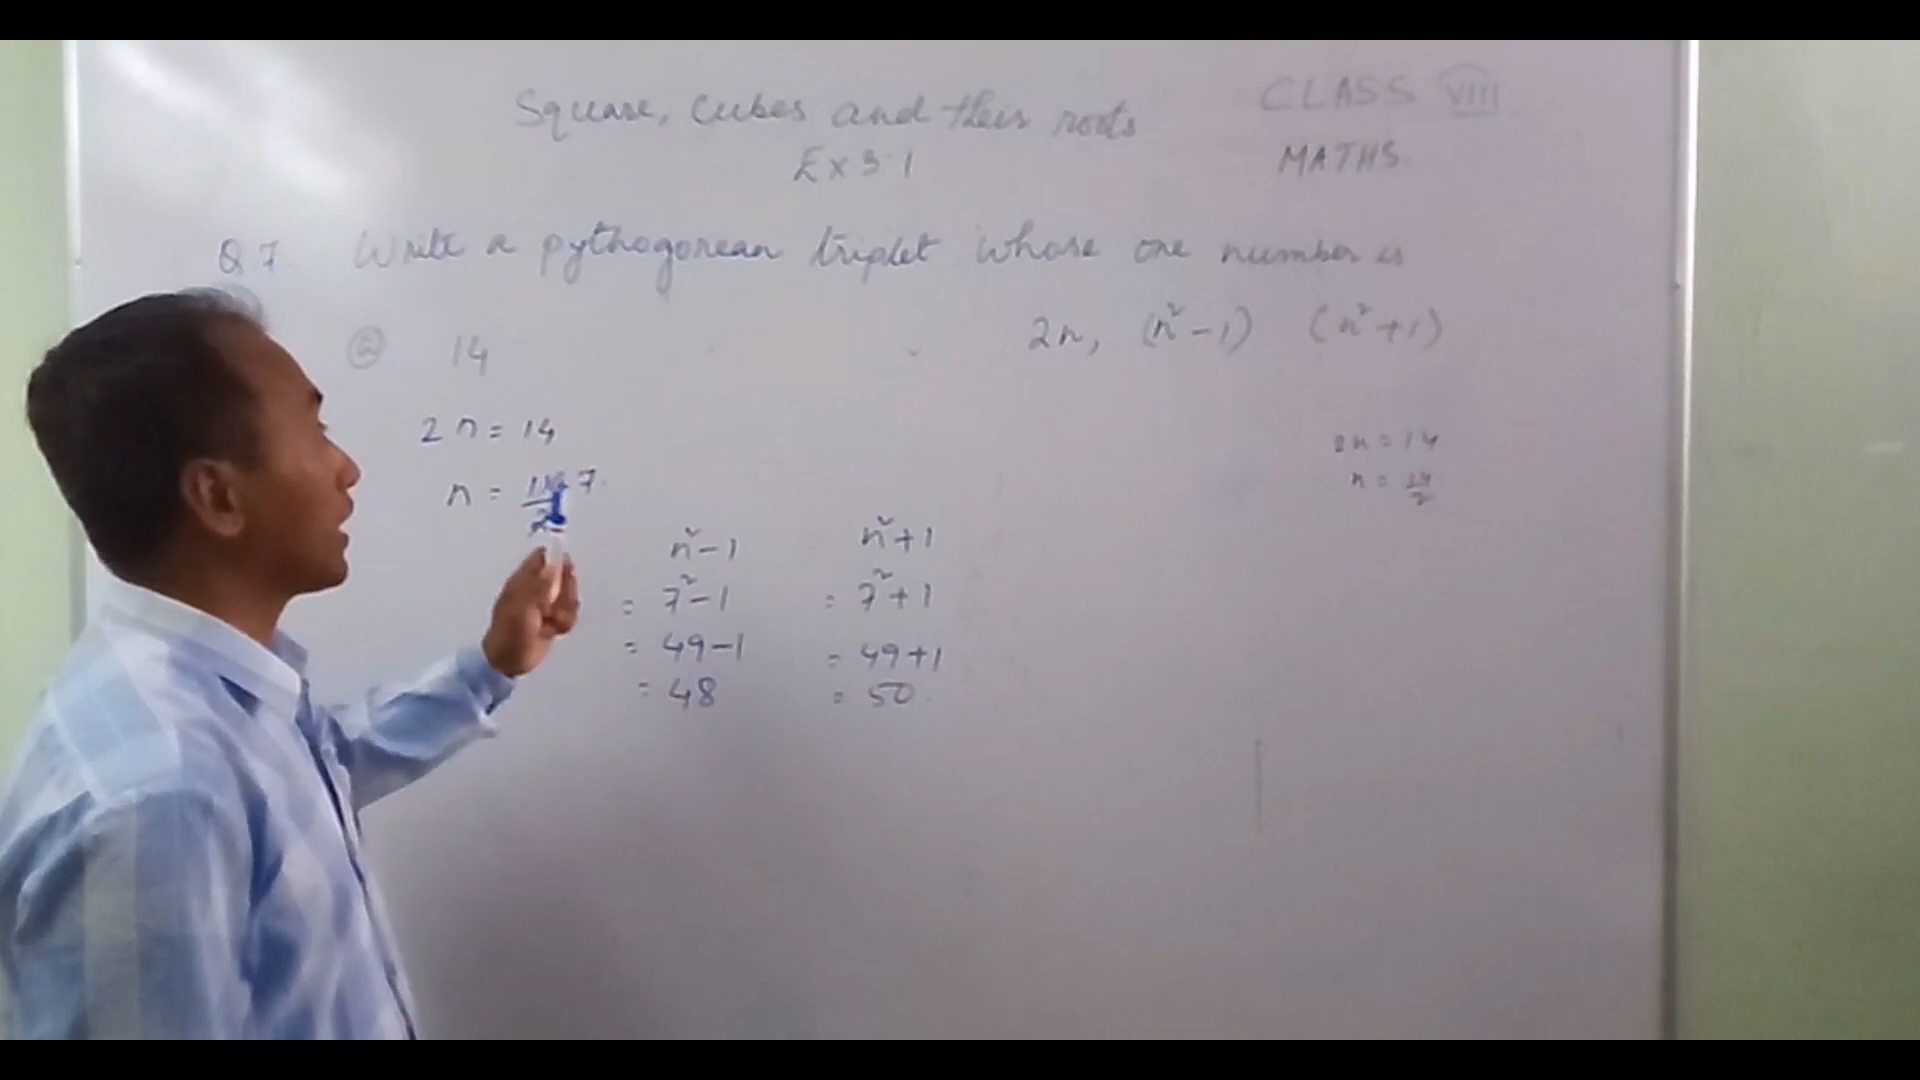 Square, Cubes and their roots
Ex 3.1
CLASS VIII
MATHS
Q 7. Write a pythogorean triplet whose one number is
2n, (n²-1) (n²+1)
(a) 14
2n = 14
n = 14/2 7.
2n = 14
n = 14/2
n²-1
= 7²-1
= 49-1
= 48
n²+1
= 7²+1
= 49+1
= 50.